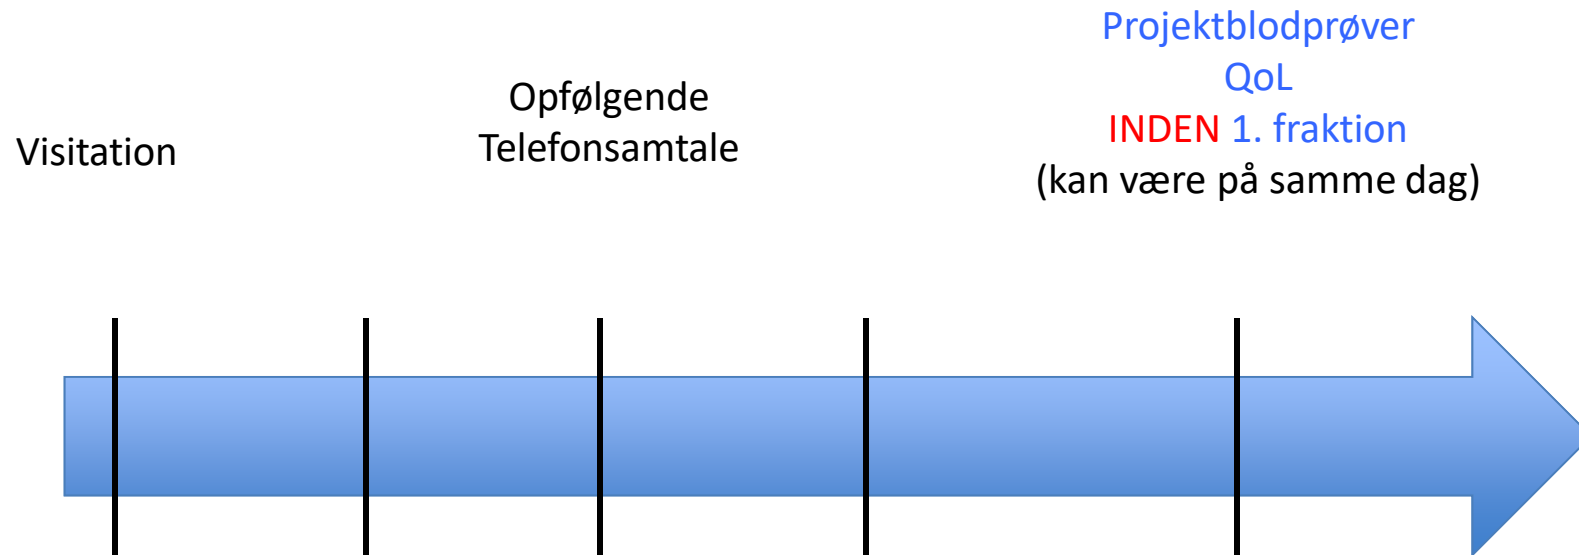 Visitation
Opfølgende
Telefonsamtale
Projektblodprøver
QoL
INDEN 1. fraktion
(kan være på samme dag)